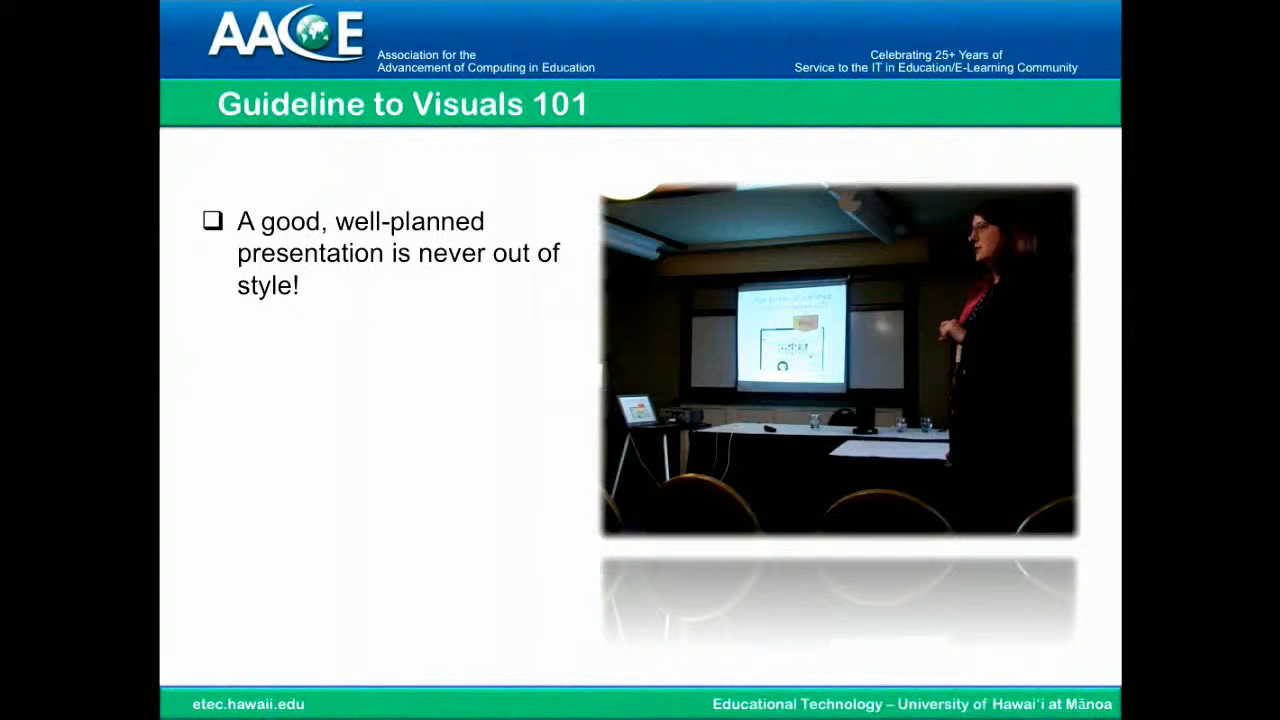 AACE
Association for the
Advancement of Computing in Education
Celebrating 25+ Years of
Service to the IT in Education/E-Learning Community
Guideline to Visuals 101
A good, well-planned
presentation is never out of
style!
etec.hawaii.edu
Educational Technology – University of Hawaiʻi at Mānoa